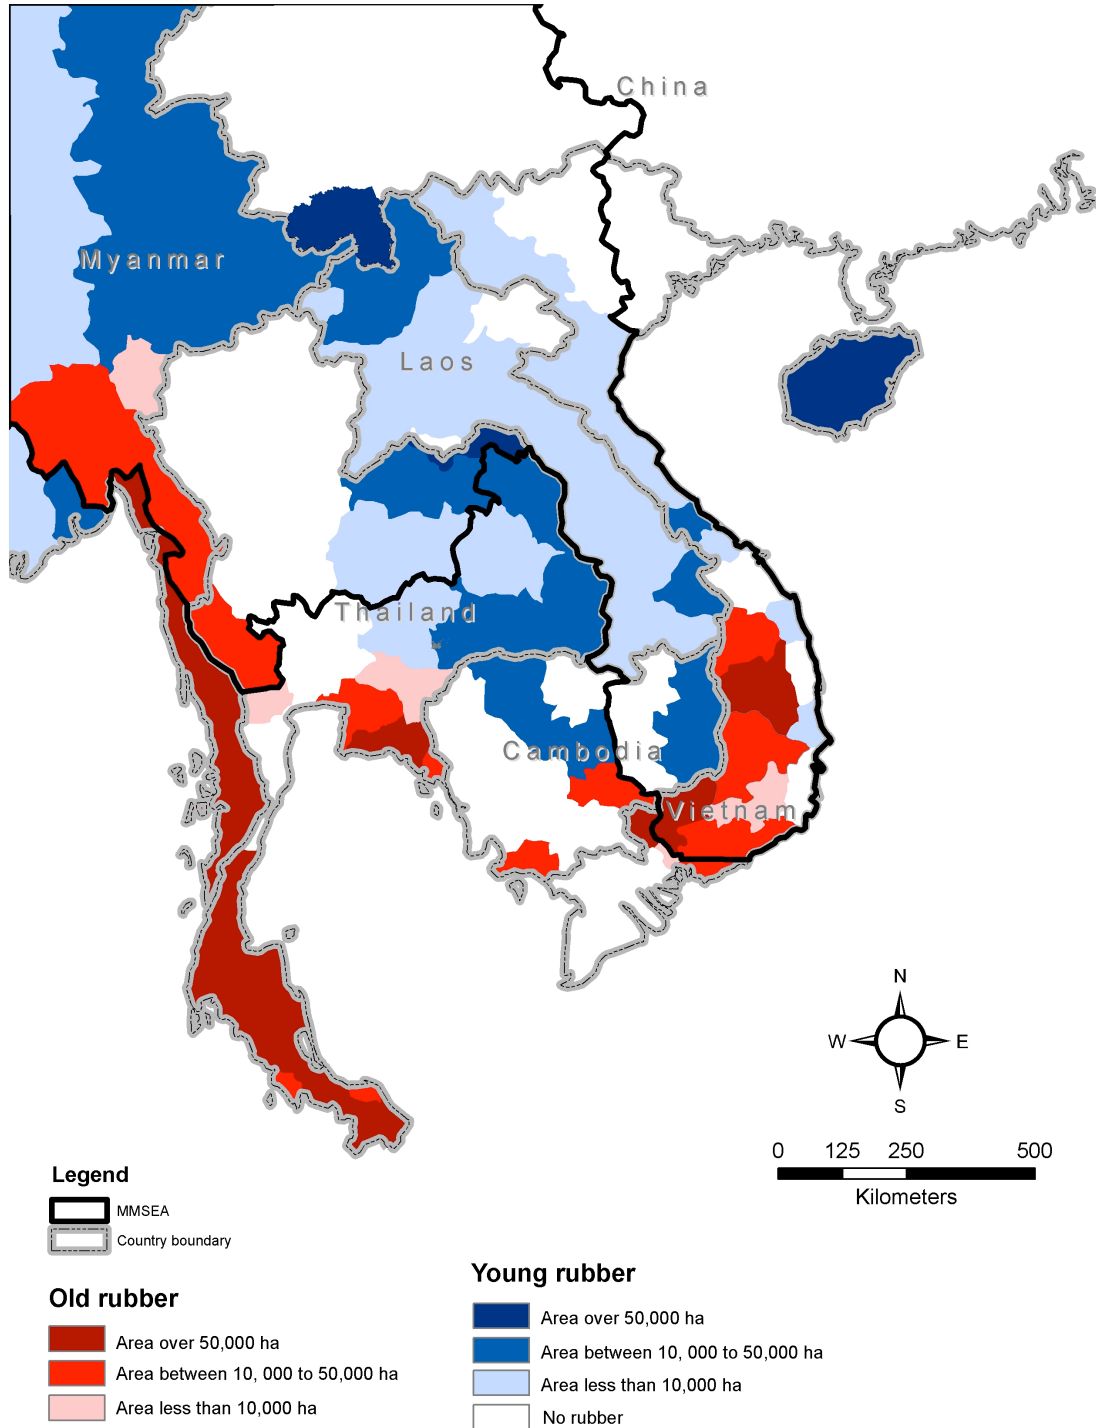 China
Myanmar
Laos
Thailand
Cambodia
Vietnam
N
W
E
S
0 125 250 500
Kilometers
Legend
MMSEA
Country boundary
Old rubber
Area over 50,000 ha
Area between 10, 000 to 50,000 ha
Area less than 10,000 ha
Young rubber
Area over 50,000 ha
Area between 10, 000 to 50,000 ha
Area less than 10,000 ha
No rubber